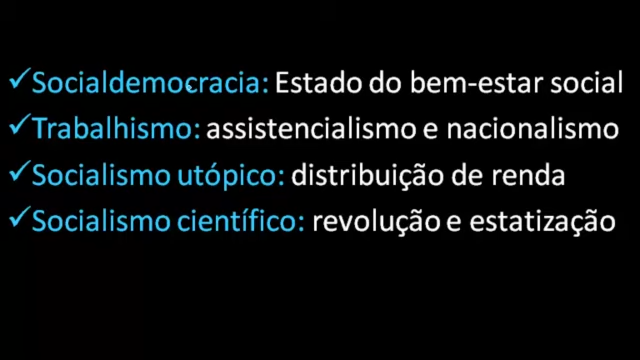 ✓Socialdemocracia: Estado do bem-estar social
✓Trabalhismo: assistencialismo e nacionalismo
✓Socialismo utópico: distribuição de renda
✓Socialismo científico: revolução e estatização